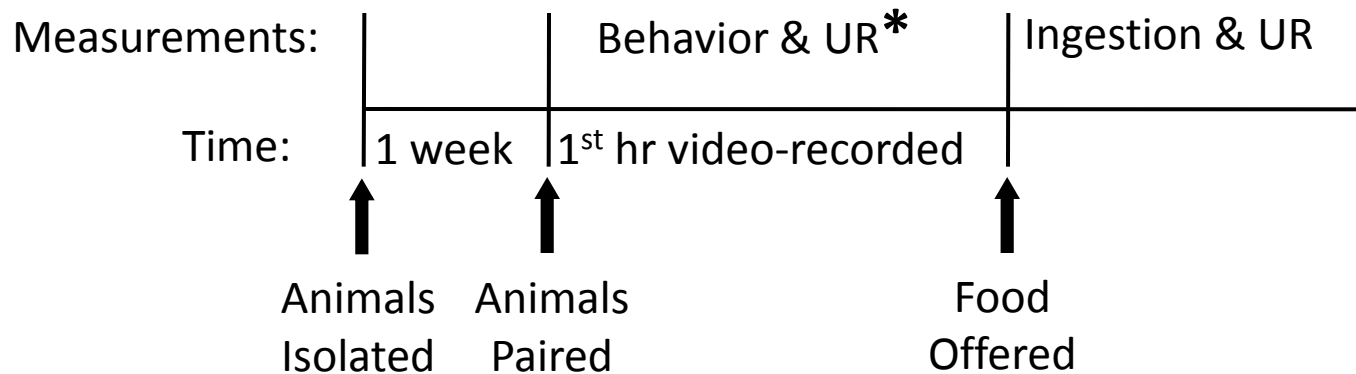 Measurements: Behavior & UR* Ingestion & UR
Time: 1 week 1st hr video-recorded
Animals Isolated
Animals Paired
Food Offered